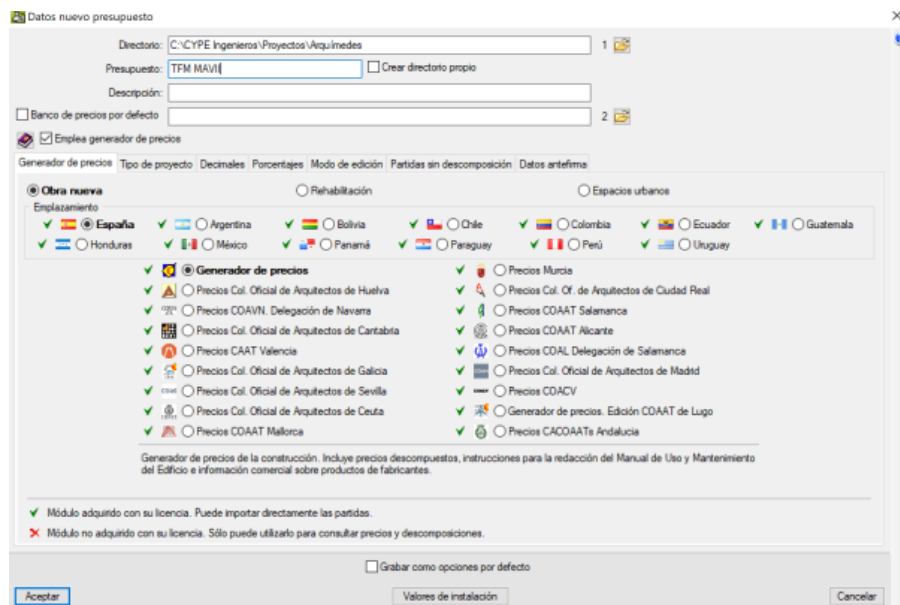 Datos nuevo presupuesto
Directorio: C:\CYPE Ingenieros\Proyectos\Arquímedes 1
Presupuesto: TFM MAVII Crear directorio propio
Descripción:
Banco de precios por defecto 2
Emplea generador de precios
Generador de precios Tipo de proyecto Decimales Porcentajes Modo de edición Partidas sin descomposición Datos antefirma
Obra nueva Rehabilitación Espacios urbanos
Emplazamiento
España Argentina Bolivia Chile Colombia Ecuador Guatemala
Honduras México Panamá Paraguay Perú Uruguay
Generador de precios Precios Murcia
Precios Col. Oficial de Arquitectos de Huelva Precios Col. Of. de Arquitectos de Ciudad Real
Precios COAVN. Delegación de Navarra Precios COAAT Salamanca
Precios Col. Oficial de Arquitectos de Cantabria Precios COAAT Alicante
Precios CAAT Valencia Precios COAL Delegación de Salamanca
Precios Col. Oficial de Arquitectos de Galicia Precios Col. Oficial de Arquitectos de Madrid
Precios Col. Oficial de Arquitectos de Sevilla Precios COACV
Precios Col. Oficial de Arquitectos de Ceuta Generador de precios. Edición COAAT de Lugo
Precios COAAT Mallorca Precios CACOAATs Andalucia
Generador de precios de la construcción. Incluye precios descompuestos, instrucciones para la redacción del Manual de Uso y Mantenimiento
del Edificio e información comercial sobre productos de fabricantes.
Módulo adquirido con su licencia. Puede importar directamente las partidas.
Módulo no adquirido con su licencia. Sólo puede utilizarlo para consultar precios y descomposiciones.
Grabar como opciones por defecto
Aceptar Valores de instalación Cancelar